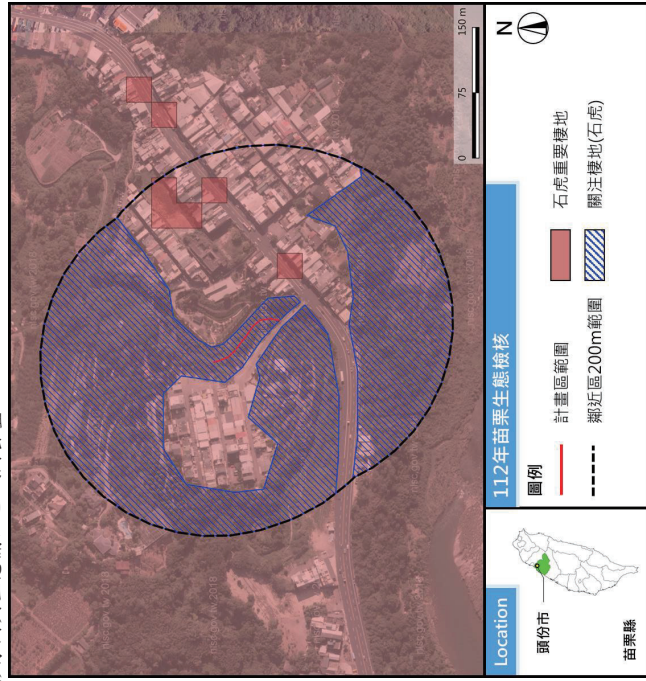 150 m
75
0
N
112年苗栗生態檢核
圖例
計畫區範圍
石虎重要棲地
鄰近區200m範圍
關注棲地(石虎)
Location
頭份市
苗栗縣